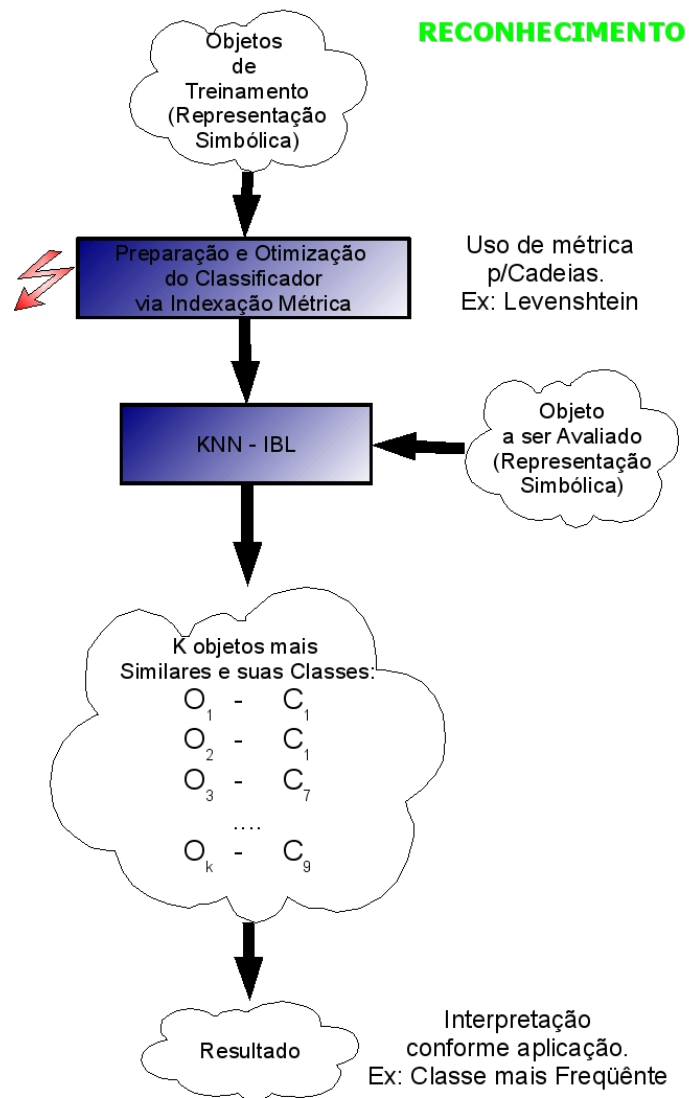 RECONHECIMENTO
Objetos
de
Treinamento
(Representação
Simbólica)
Preparação e Otimização
do Classificador
via Indexação Métrica
Uso de métrica
p/Cadeias.
Ex: Levenshtein
KNN - IBL
Objeto
a ser Avaliado
(Representação
Simbólica)
K objetos mais
Similares e suas Classes:
O1 - C1
O2 - C1
O3 - C7
....
Ok - C9
Resultado
Interpretação
conforme aplicação.
Ex: Classe mais Freqüênte